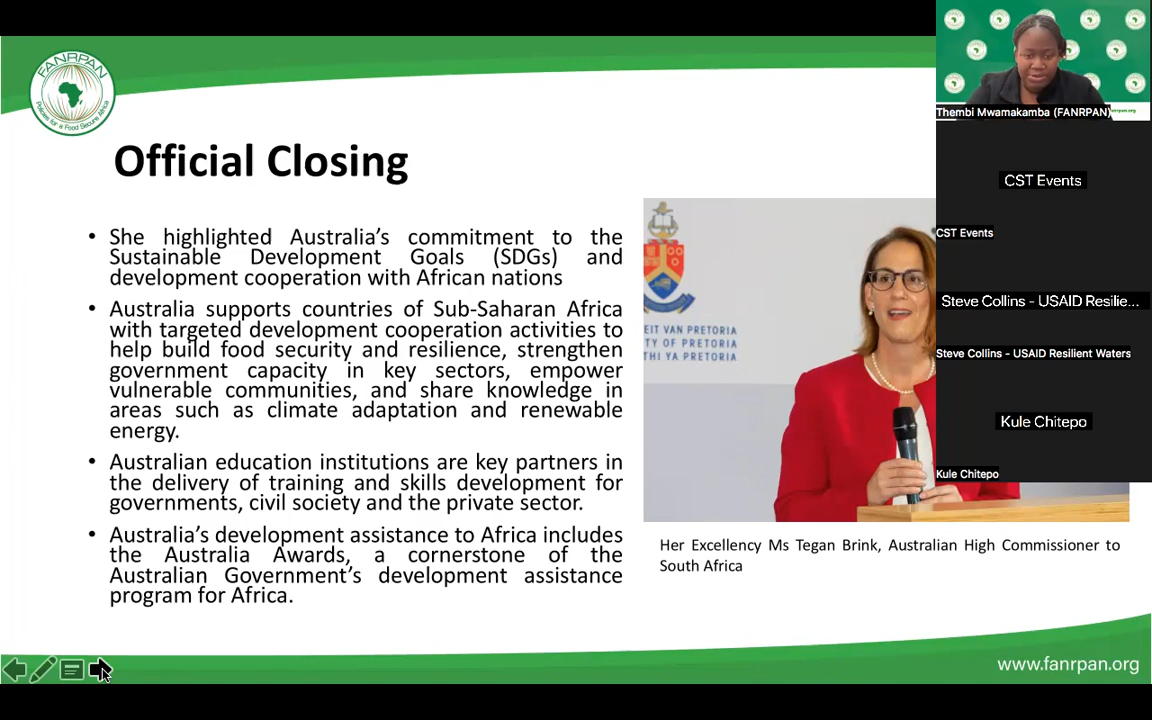 FANRPAN
Policies for a Food Secure Africa
Official Closing
• She highlighted Australia’s commitment to the
Sustainable Development Goals (SDGs) and
development cooperation with African nations
• Australia supports countries of Sub-Saharan Africa
with targeted development cooperation activities to
help build food security and resilience, strengthen
government capacity in key sectors, empower
vulnerable communities, and share knowledge in
areas such as climate adaptation and renewable
energy.
• Australian education institutions are key partners in
the delivery of training and skills development for
governments, civil society and the private sector.
• Australia’s development assistance to Africa includes
the Australia Awards, a cornerstone of the
Australian Government’s development assistance
program for Africa.
EIT VAN PRETORIA
TY OF PRETORIA
THI YA PRETORIA
Her Excellency Ms Tegan Brink, Australian High Commissioner to
South Africa
www.fanrpan.org
Thembi Mwamakamba (FANRPAN)
CST Events
CST Events
Steve Collins - USAID Resilie...
Steve Collins - USAID Resilient Waters
Kule Chitepo
Kule Chitepo